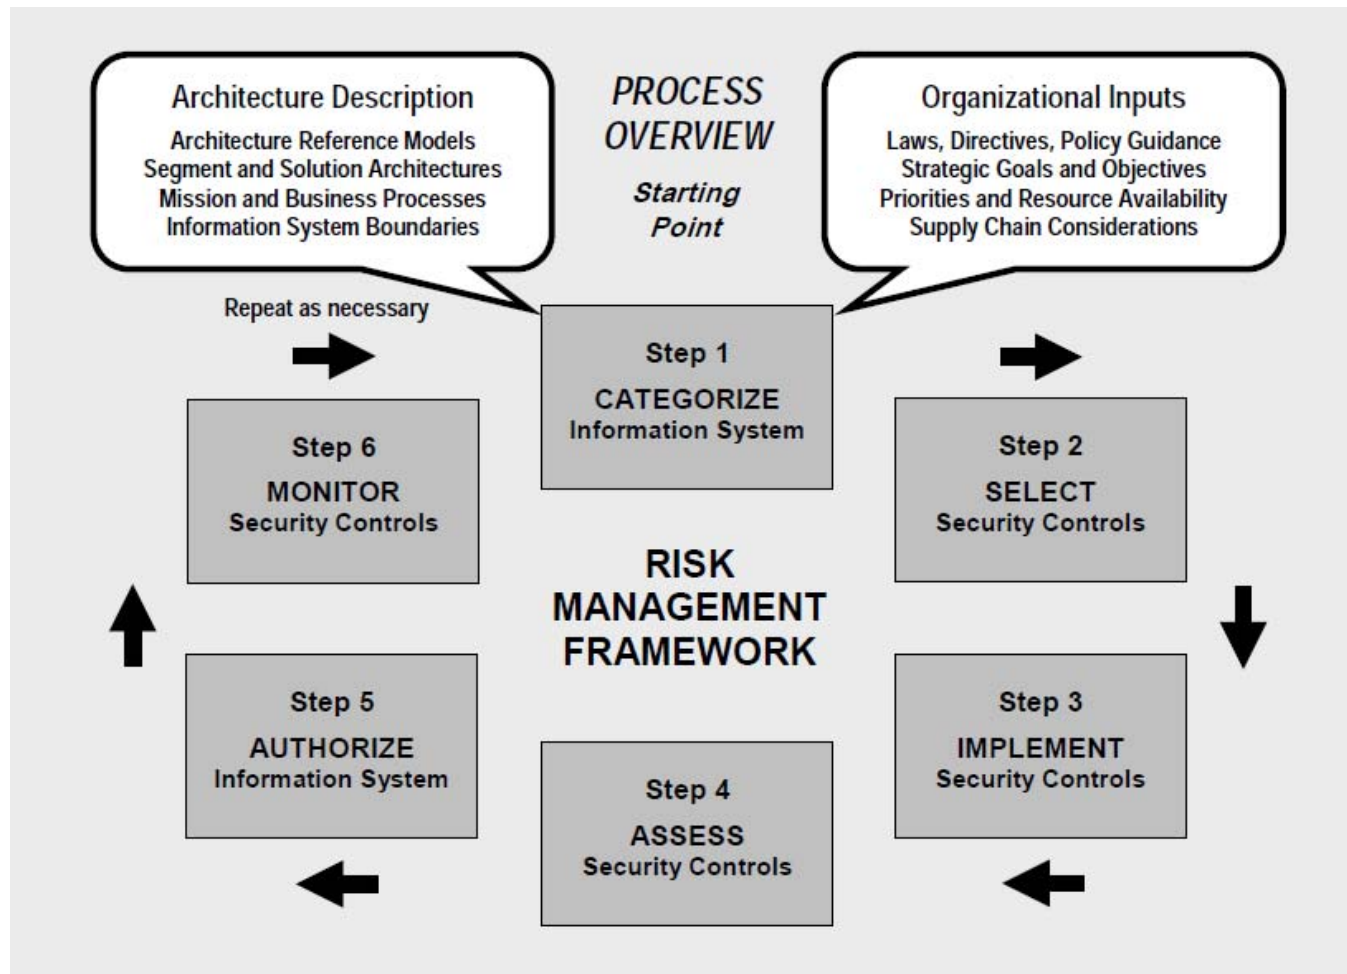 Architecture Description
Architecture Reference Models
Segment and Solution Architectures
Mission and Business Processes
Information System Boundaries
PROCESS
OVERVIEW
Starting
Point
Organizational Inputs
Laws, Directives, Policy Guidance
Strategic Goals and Objectives
Priorities and Resource Availability
Supply Chain Considerations
Repeat as necessary
Step 1
CATEGORIZE
Information System
Step 2
SELECT
Security Controls
Step 3
IMPLEMENT
Security Controls
Step 4
ASSESS
Security Controls
Step 5
AUTHORIZE
Information System
Step 6
MONITOR
Security Controls
RISK
MANAGEMENT
FRAMEWORK